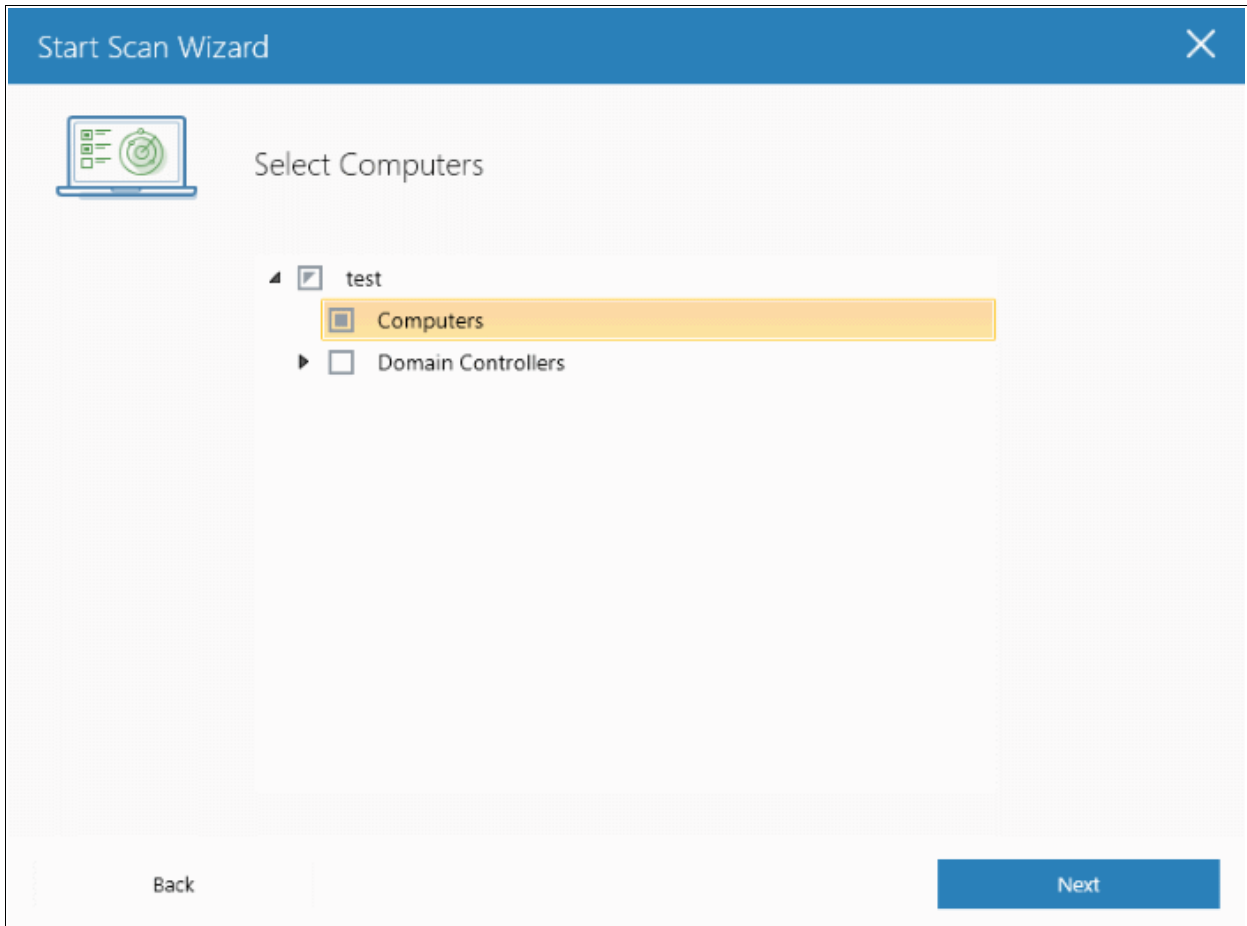 Start Scan Wizard
Select Computers
test
Computers
Domain Controllers
Back
Next